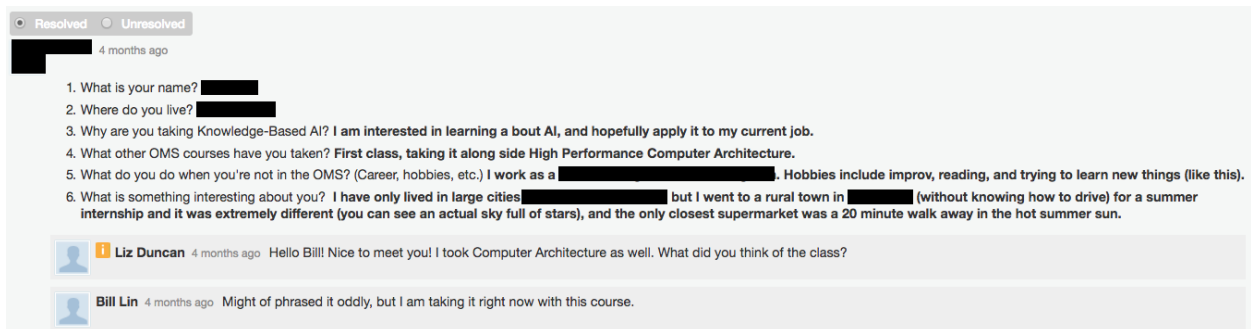 Resolved Unresolved
4 months ago
1. What is your name?
2. Where do you live?
3. Why are you taking Knowledge-Based AI? I am interested in learning a bout AI, and hopefully apply it to my current job.
4. What other OMS courses have you taken? First class, taking it along side High Performance Computer Architecture.
5. What do you do when you're not in the OMS? (Career, hobbies, etc.) I work as a . Hobbies include improv, reading, and trying to learn new things (like this).
6. What is something interesting about you? I have only lived in large cities but I went to a rural town in (without knowing how to drive) for a summer
internship and it was extremely different (you can see an actual sky full of stars), and the only closest supermarket was a 20 minute walk away in the hot summer sun.
i Liz Duncan 4 months ago Hello Bill! Nice to meet you! I took Computer Architecture as well. What did you think of the class?
Bill Lin 4 months ago Might of phrased it oddly, but I am taking it right now with this course.